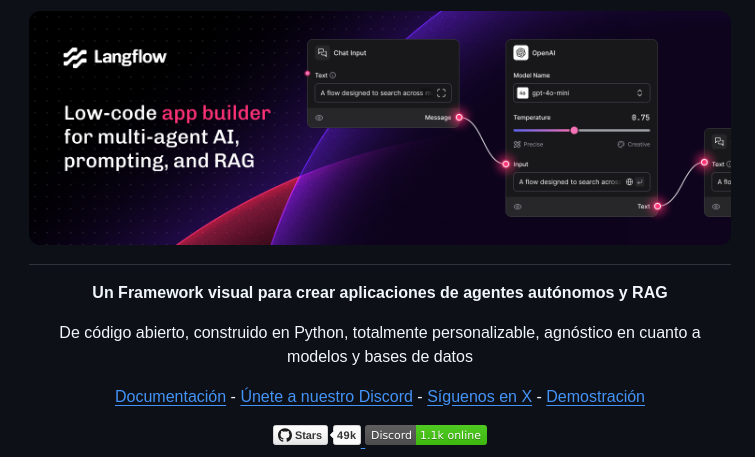 Langflow
Low-code app builder
for multi-agent AI,
prompting, and RAG
Chat Input
Text
A flow designed to search across m
Message
OpenAI
Model Name
gpt-4o-mini
Temperature
0.75
Precise
Creative
Input
A flow designed to search across
Text
Text
A flo
Un Framework visual para crear aplicaciones de agentes autónomos y RAG
De código abierto, construido en Python, totalmente personalizable, agnóstico en cuanto a
modelos y bases de datos
Documentación - Únete a nuestro Discord - Síguenos en X - Demostración
Stars 49k Discord 1.1k online